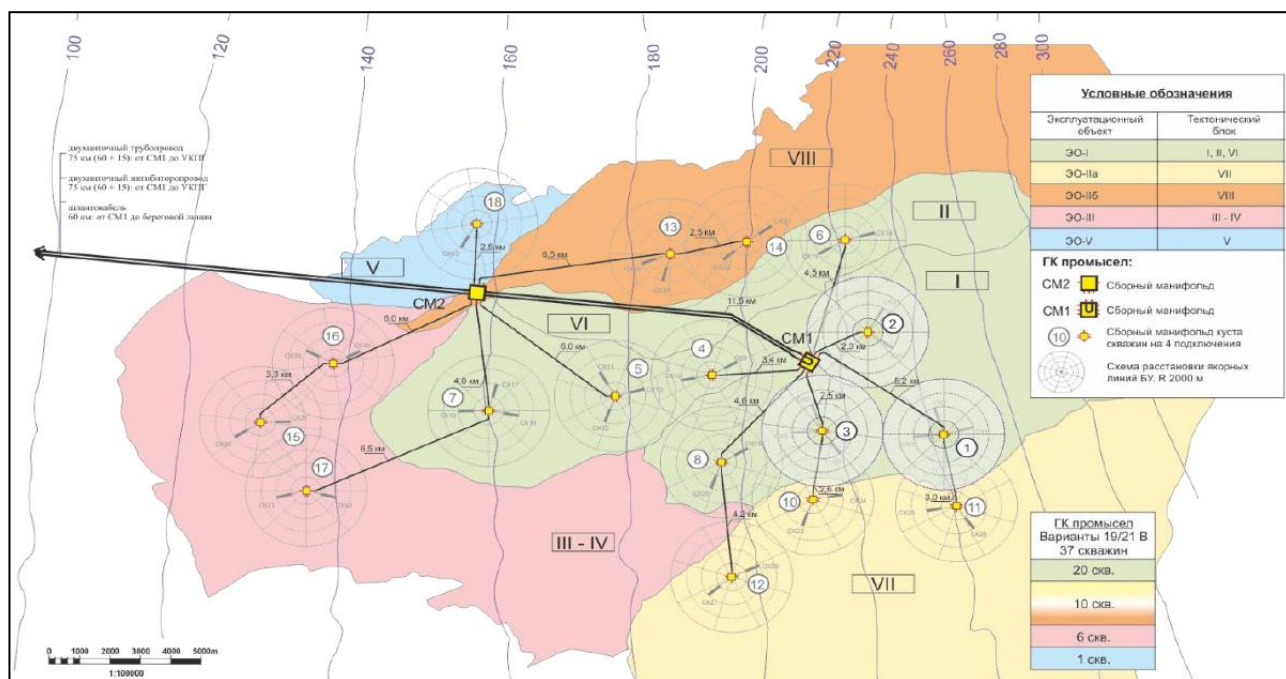 100
120
140
160
180
200
220
240
260
280
300
двухниточный трубопровод
75 км (60 + 15): от СМ1 до УКПГ
двухниточный ингибиторопровод
75 км (60 + 15): от СМ1 до УКПГ
шлангокабель
60 км: от СМ1 до береговой линии
VIII
II
I
V
VI
III - IV
VII
18
13
14
6
2
16
4
5
7
3
1
15
8
17
10
11
12
СМ2
СМ1
6,5 км
2,5 км
4,5 км
11,5 км
2,3 км
6,0 км
6,0 км
3,4 км
3,3 км
4,6 км
2,5 км
6,5 км
2,6 км
3,0 км
4,2 км
Условные обозначения
Эксплуатационный объект
Тектонический блок
ЭО-I
I, II, VI
ЭО-IIа
VII
ЭО-IIб
VIII
ЭО-III
III - IV
ЭО-V
V
ГК промысел:
СМ2
Сборный манифольд
СМ1
Сборный манифольд
10
Сборный манифольд куста
скважин на 4 подключения
Схема расстановки якорных
линий БУ. R 2000 м
ГК промысел
Варианты 19/21 В
37 скважин
20 скв.
10 скв.
6 скв.
1 скв.
0 1000 2000 3000 4000 5000m
1:100000